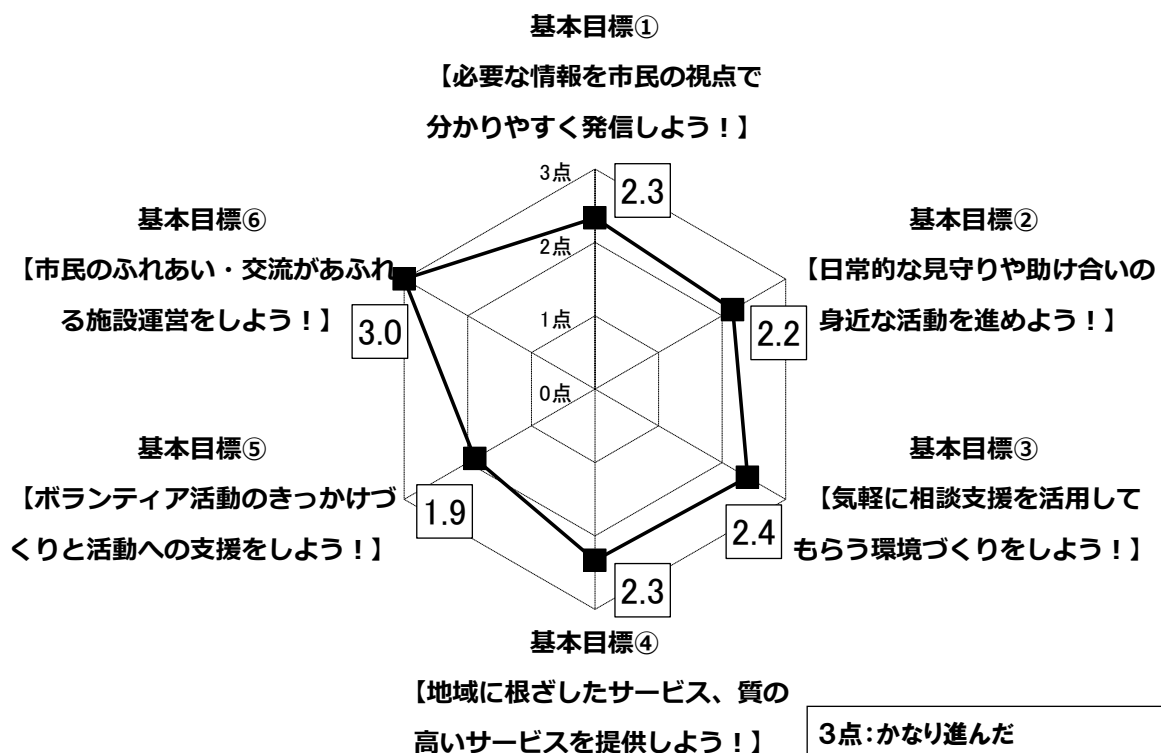 基本目標①
【必要な情報を市民の視点で
分かりやすく発信しよう！】
3点
2.3
基本目標⑥
【市民のふれあい・交流があふれ
る施設運営をしよう！】
3.0
基本目標②
【日常的な見守りや助け合いの
身近な活動を進めよう！】
2.2
2点
1点
0点
基本目標⑤
【ボランティア活動のきっかけづ
くりと活動への支援をしよう！】
1.9
基本目標③
【気軽に相談支援を活用して
もらう環境づくりをしよう！】
2.4
2.3
基本目標④
【地域に根ざしたサービス、質の
高いサービスを提供しよう！】
３点：かなり進んだ